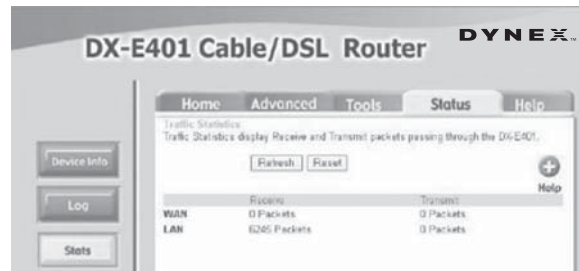 DX-E401 Cable/DSL Router
DYNEX™
Home Advanced Tools Status Help
Traffic Statistics
Traffic Statistics display Receive and Transmit packets passing through the DX-E401.
Device Info
Refresh Reset
Help
Log
Receive Transmit
WAN 0 Packets 0 Packets
LAN 6245 Packets 0 Packets
Stats